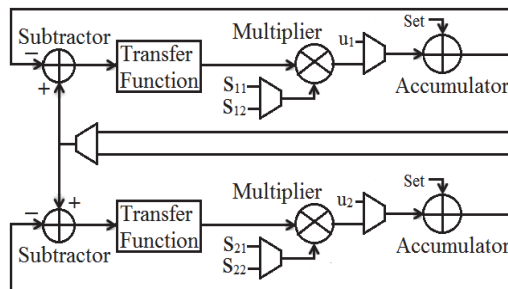 Subtractor
Transfer
Function
Multiplier
S11
S12
u1
Set
Accumulator
−
+
−
+
Subtractor
Transfer
Function
Multiplier
S21
S22
u2
Set
Accumulator